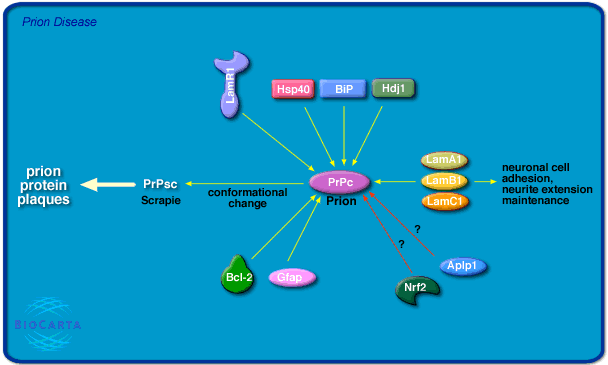 Prion Disease
LamR1
Hsp40
BiP
Hdj1
LamA1
LamB1
LamC1
neuronal cell
adhesion,
neurite extension
maintenance
prion
protein
plaques
PrPsc
Scrapie
conformational
change
PrPc
Prion
?
?
Bcl-2
Gfap
Nrf2
Aplp1
BIOCARTA